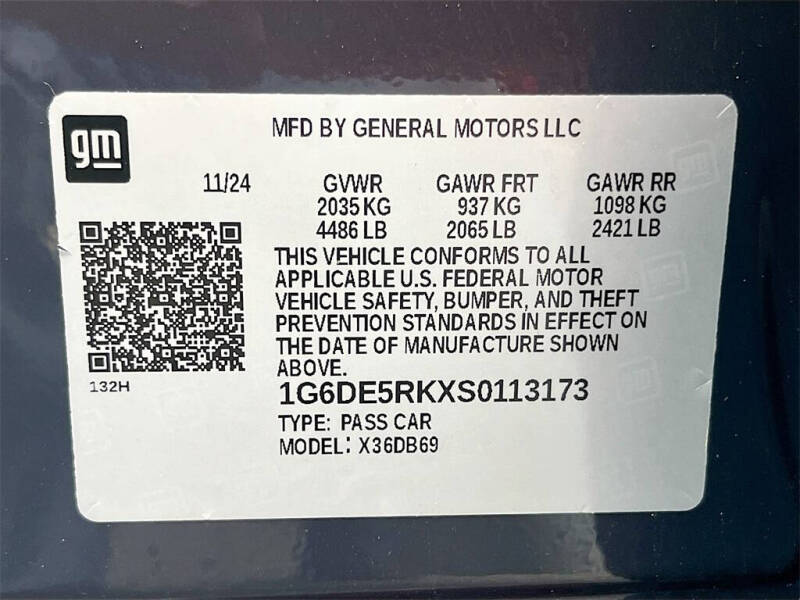 gm
MFD BY GENERAL MOTORS LLC
11/24 GVWR GAWR FRT GAWR RR
2035 KG 937 KG 1098 KG
4486 LB 2065 LB 2421 LB
THIS VEHICLE CONFORMS TO ALL
APPLICABLE U.S. FEDERAL MOTOR
VEHICLE SAFETY, BUMPER, AND THEFT
PREVENTION STANDARDS IN EFFECT ON
THE DATE OF MANUFACTURE SHOWN
ABOVE.
132H
1G6DE5RKXS0113173
TYPE: PASS CAR
MODEL: X36DB69